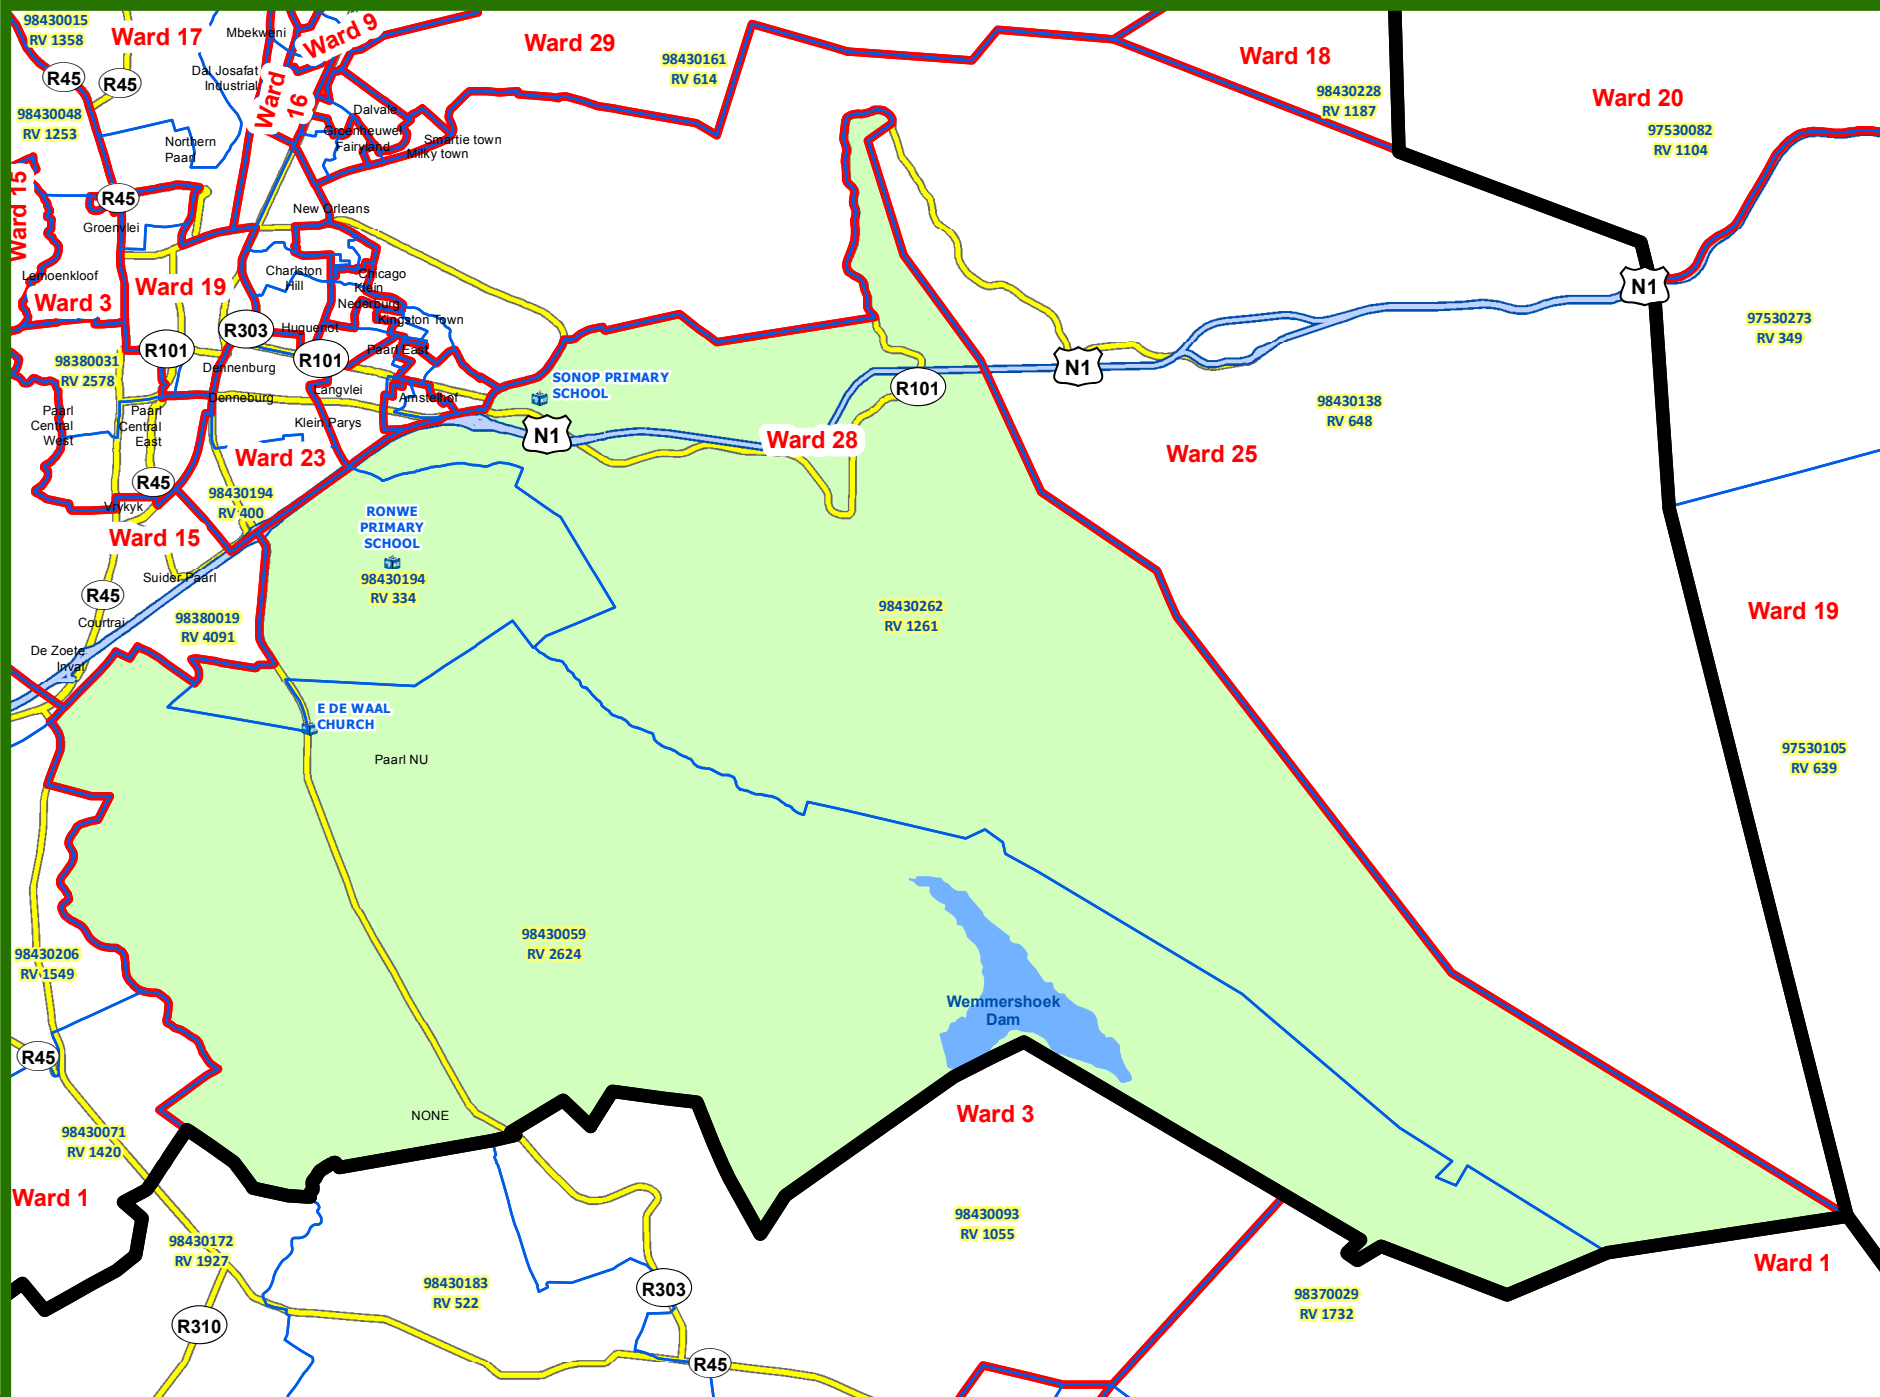 98430015
RV 1358
Ward 17
Mbekweni
Ward 9
Ward 29
98430161
RV 614
Ward 18
98430228
RV 1187
Ward 20
97530082
RV 1104
R45
R45
Dal Josafat
Industrial
Ward
16
98430048
RV 1253
Northern
Paarl
Dalvale
Groenheuwel
Fairyland
Smartie town
Milky town
Ward 15
R45
Groenvlei
New Orleans
Lemoenkloof
Ward 3
Ward 19
Charlston
Hill
Chicago
Klein
Nederburg
Kingston Town
R303
Huguenot
R101
R101
Paarl East
98380031
RV 2578
Dennenburg
Langvlei
Denneburg
Amstelhof
Klein Parys
Paarl
Central
West
Paarl
Central
East
SONOP PRIMARY
SCHOOL
N1
Ward 28
R101
N1
N1
97530273
RV 349
98430138
RV 648
Ward 25
Ward 23
R45
98430194
RV 400
Vrykyk
Ward 15
RONWE
PRIMARY
SCHOOL
98430194
RV 334
Suider Paarl
R45
Courtrai
98380019
RV 4091
98430262
RV 1261
Ward 19
De Zoete
Inval
E DE WAAL
CHURCH
Paarl NU
97530105
RV 639
98430059
RV 2624
98430206
RV 1549
Wemmershoek
Dam
R45
NONE
Ward 3
98430071
RV 1420
Ward 1
98430172
RV 1927
98430093
RV 1055
Ward 1
98430183
RV 522
R303
98370029
RV 1732
R310
R45